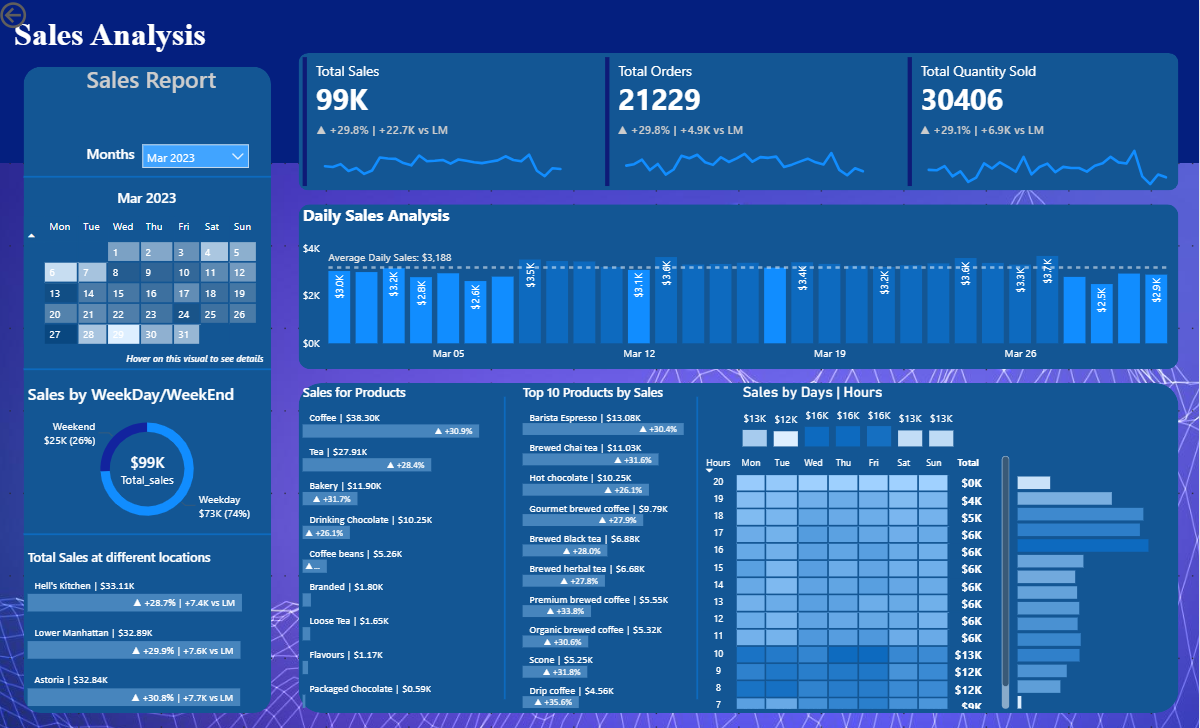 Sales Analysis
Sales Report
Months
Mar 2023
Mar 2023
Mon Tue Wed Thu Fri Sat Sun
1 2 3 4 5
6 7 8 9 10 11 12
13 14 15 16 17 18 19
20 21 22 23 24 25 26
27 28 29 30 31
Hover on this visual to see details
Sales by WeekDay/WeekEnd
Weekend
$25K (26%)
$99K
Total_sales
Weekday
$73K (74%)
Total Sales at different locations
Hell's Kitchen | $33.11K
▲ +28.7% | +7.4K vs LM
Lower Manhattan | $32.89K
▲ +29.9% | +7.6K vs LM
Astoria | $32.84K
▲ +30.8% | +7.7K vs LM
Total Sales
99K
▲ +29.8% | +22.7K vs LM
Total Orders
21229
▲ +29.8% | +4.9K vs LM
Total Quantity Sold
30406
▲ +29.1% | +6.9K vs LM
Daily Sales Analysis
$4K
Average Daily Sales: $3,188
$2K
$0K
$3.0K $3.2K $2.8K $2.6K $3.5K $3.1K $3.6K $3.4K $3.2K $3.6K $3.3K $3.7K $2.5K $2.9K
Mar 05 Mar 12 Mar 19 Mar 26
Sales for Products
Coffee | $38.30K
▲ +30.9%
Tea | $27.91K
▲ +28.4%
Bakery | $11.90K
▲ +31.7%
Drinking Chocolate | $10.25K
▲ +26.1%
Coffee beans | $5.26K
▲ ...
Branded | $1.80K
Loose Tea | $1.65K
Flavours | $1.17K
Packaged Chocolate | $0.59K
Top 10 Products by Sales
Barista Espresso | $13.08K
▲ +30.4%
Brewed Chai tea | $11.03K
▲ +31.6%
Hot chocolate | $10.25K
▲ +26.1%
Gourmet brewed coffee | $9.79K
▲ +27.9%
Brewed Black tea | $6.88K
▲ +28.0%
Brewed herbal tea | $6.68K
▲ +27.8%
Premium brewed coffee | $5.55K
▲ +33.8%
Organic brewed coffee | $5.32K
▲ +30.6%
Scone | $5.25K
▲ +31.8%
Drip coffee | $4.56K
▲ +35.6%
Sales by Days | Hours
$13K $12K $16K $16K $16K $13K $13K
Hours Mon Tue Wed Thu Fri Sat Sun Total
20 $0K
19 $4K
18 $5K
17 $6K
16 $6K
15 $6K
14 $6K
13 $6K
12 $6K
11 $6K
10 $13K
9 $12K
8 $12K
7 $9K